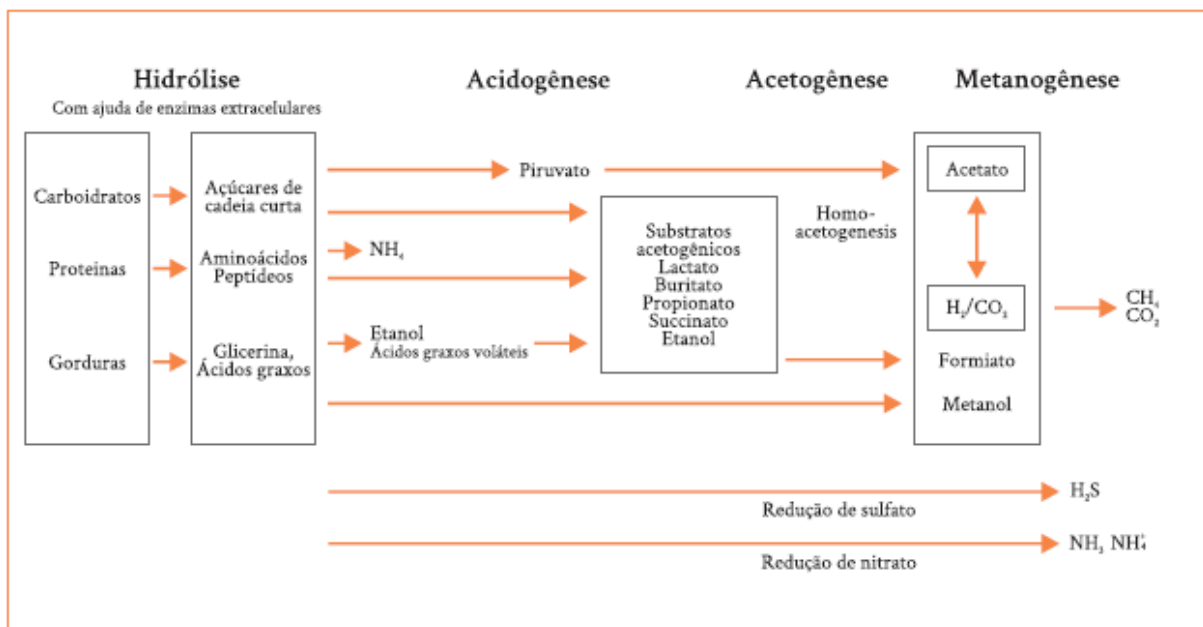 Hidrólise
Acidogênese
Acetogênese
Metanogênese
Com ajuda de enzimas extracelulares
Carboidratos
Açúcares de
cadeia curta
Piruvato
Acetato
Proteinas
Aminoácidos
Peptídeos
NH₄
Substratos
acetogênicos
Lactato
Buritato
Propionato
Succinato
Etanol
Homo-
acetogenesis
H₂/CO₂
CH₄
CO₂
Gorduras
Glicerina,
Ácidos graxos
Etanol
Ácidos graxos voláteis
Formiato
Metanol
Redução de sulfato
H₂S
Redução de nitrato
NH₃ NH₄⁺